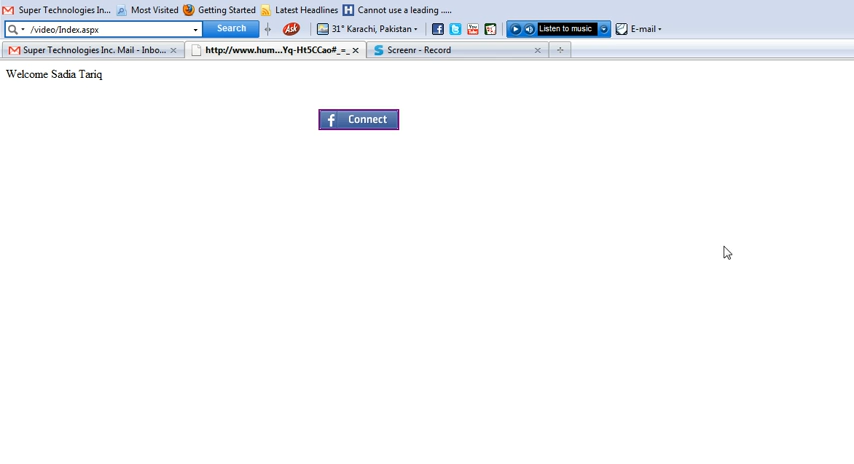 Super Technologies In... Most Visited Getting Started Latest Headlines Cannot use a leading .....
/video/Index.aspx Search Ask 31° Karachi, Pakistan Listen to music E-mail
Super Technologies Inc. Mail - Inbo... http://www.hum...Yq-Ht5CCao#_=_ Screenr - Record
Welcome Sadia Tariq
Connect